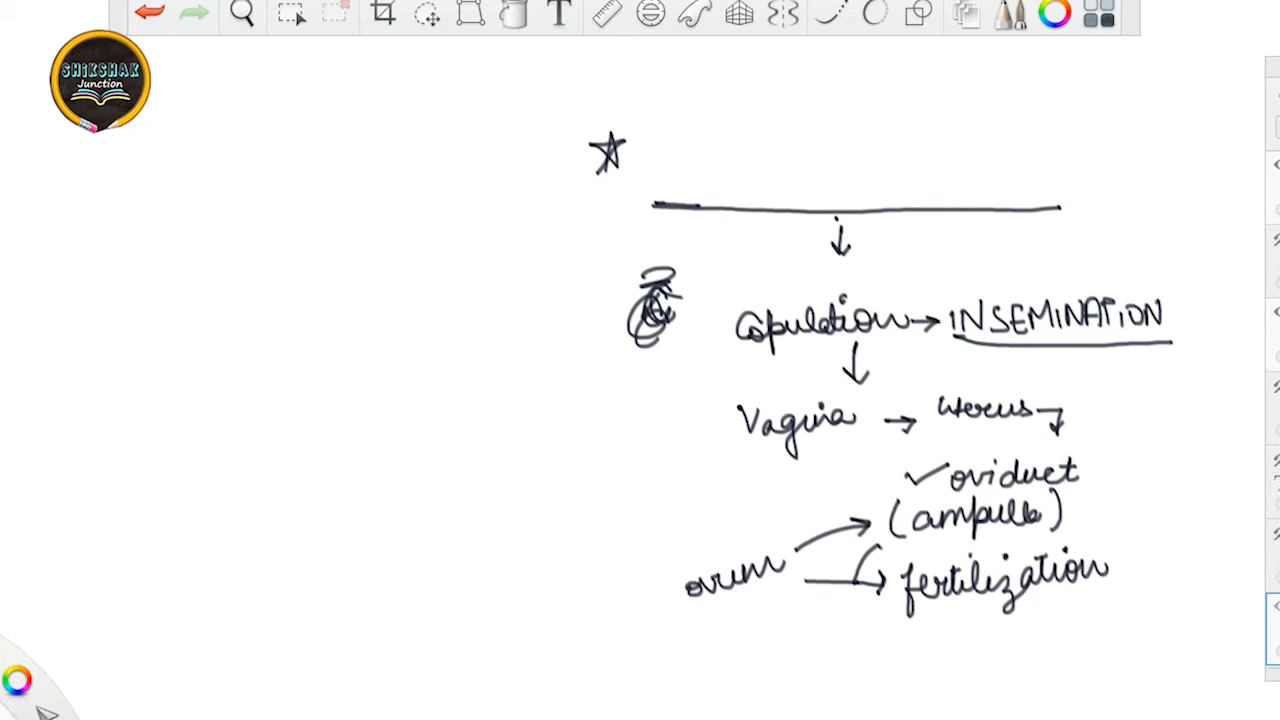 SHiKSHAK
Junction
T
Copulation → INSEMINATION
Vagina → uterus
✓ oviduct
(ampulla)
ovum → fertilization